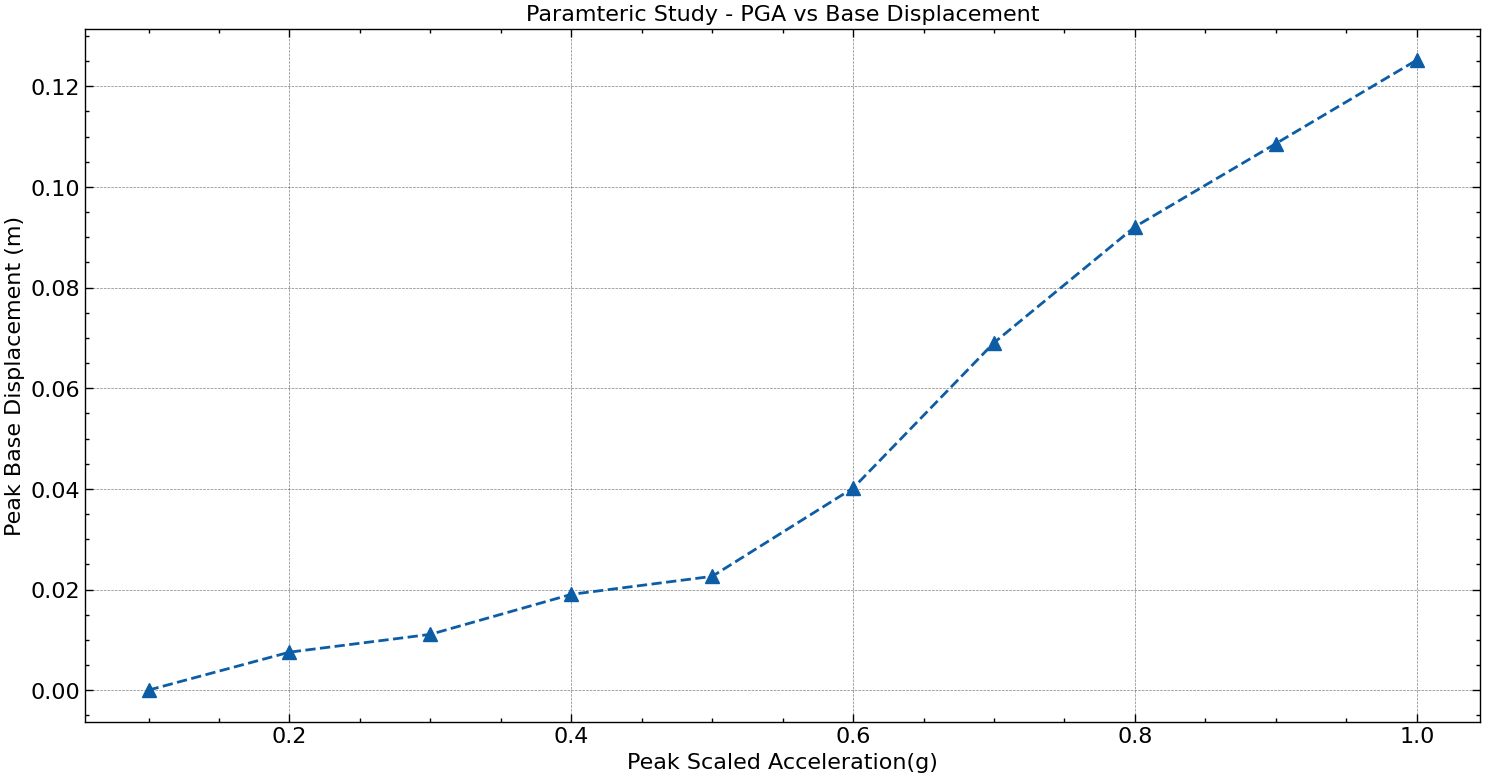 Paramteric Study - PGA vs Base Displacement
Peak Base Displacement (m)
0.12
0.10
0.08
0.06
0.04
0.02
0.00
0.2 0.4 0.6 0.8 1.0
Peak Scaled Acceleration(g)